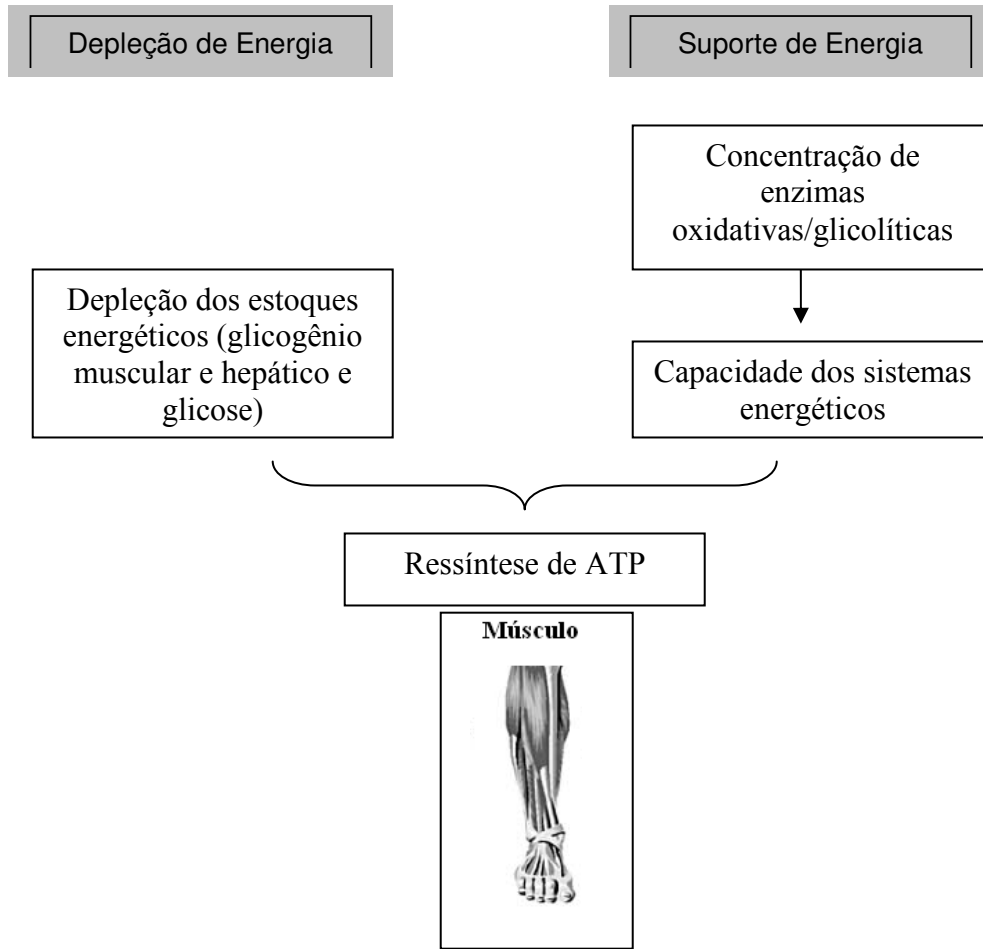 Depleção de Energia
Suporte de Energia
Concentração de
enzimas
oxidativas/glicolíticas
Depleção dos estoques
energéticos (glicogênio
muscular e hepático e
glicose)
Capacidade dos sistemas
energéticos
Ressíntese de ATP
Músculo